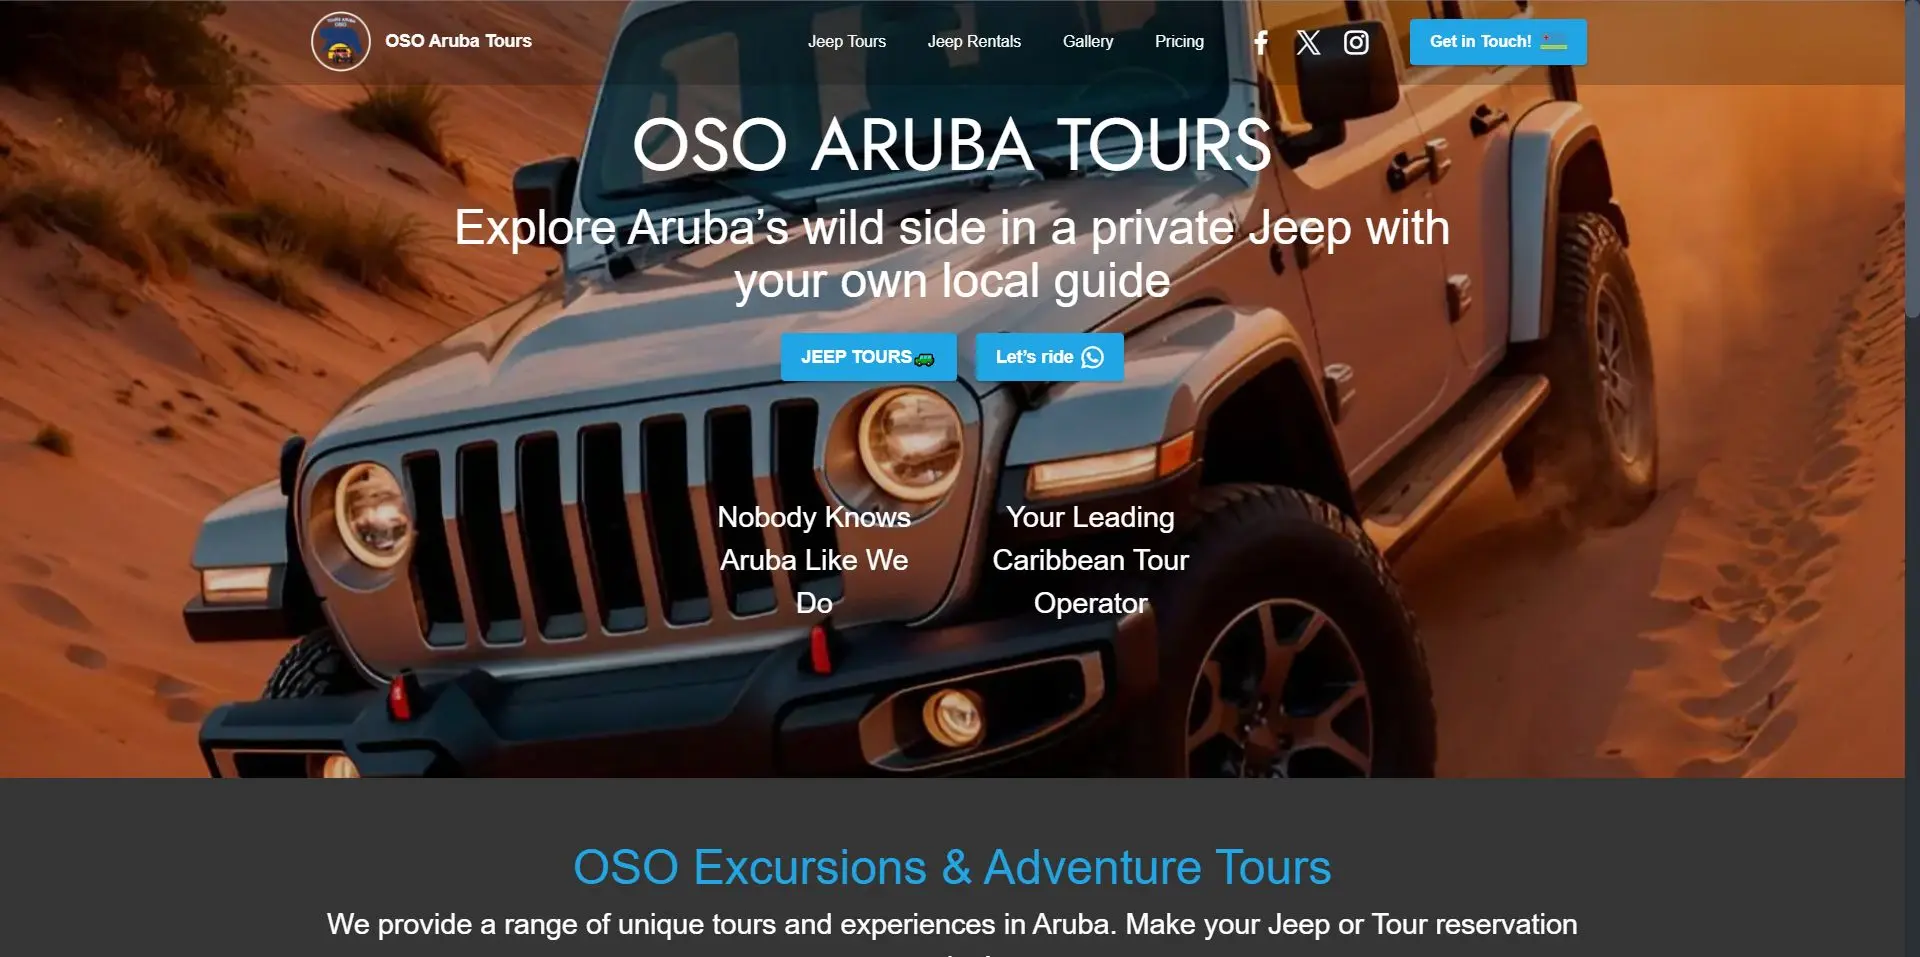 TOURS ARUBA
OSO
OSO Aruba Tours
Jeep Tours
Jeep Rentals
Gallery
Pricing
Get in Touch!
OSO ARUBA TOURS
Explore Aruba’s wild side in a private Jeep with
your own local guide
JEEP TOURS
Let’s ride
Nobody Knows
Aruba Like We
Do
Your Leading
Caribbean Tour
Operator
OSO Excursions & Adventure Tours
We provide a range of unique tours and experiences in Aruba. Make your Jeep or Tour reservation